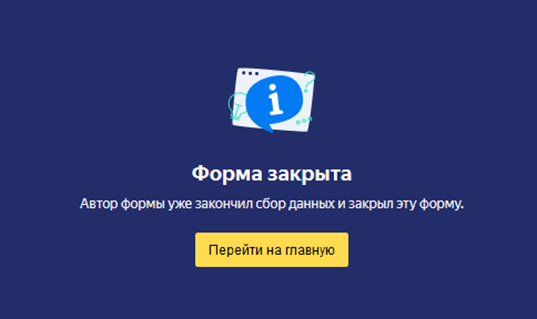 Форма закрыта
Автор формы уже закончил сбор данных и закрыл эту форму.
Перейти на главную